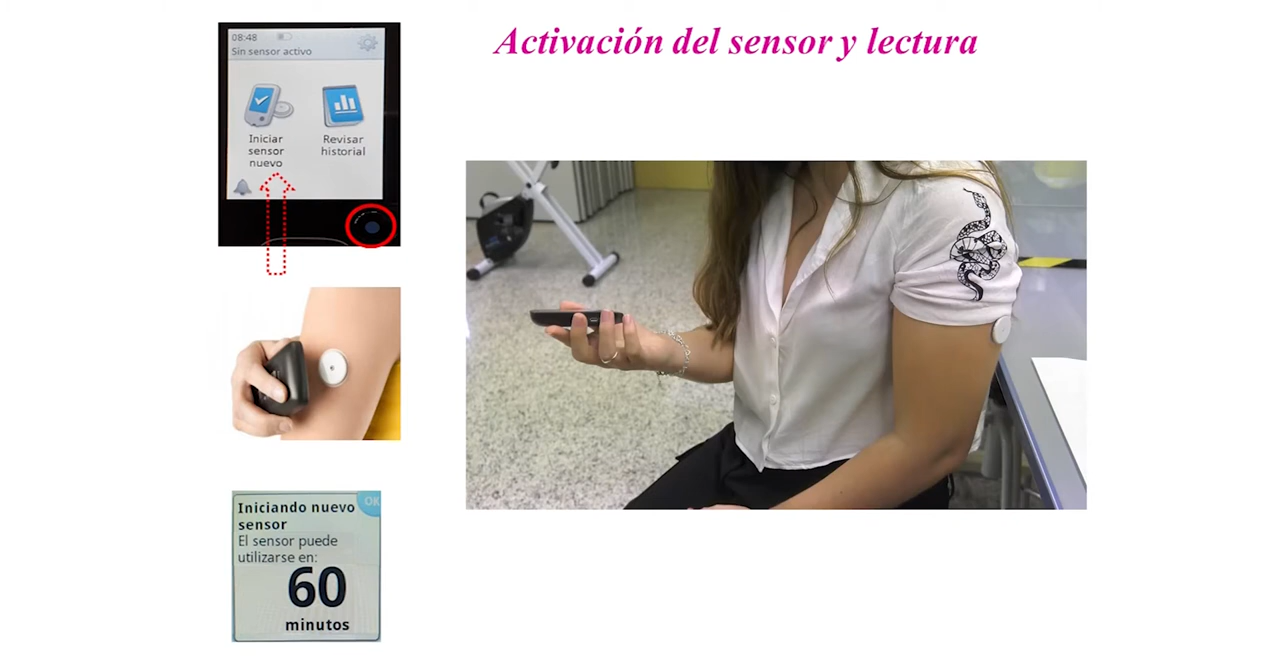 Activación del sensor y lectura
08:48
Sin sensor activo
Iniciar
sensor
nuevo
Revisar
historial
Iniciando nuevo
sensor
OK
El sensor puede
utilizarse en:
60
minutos